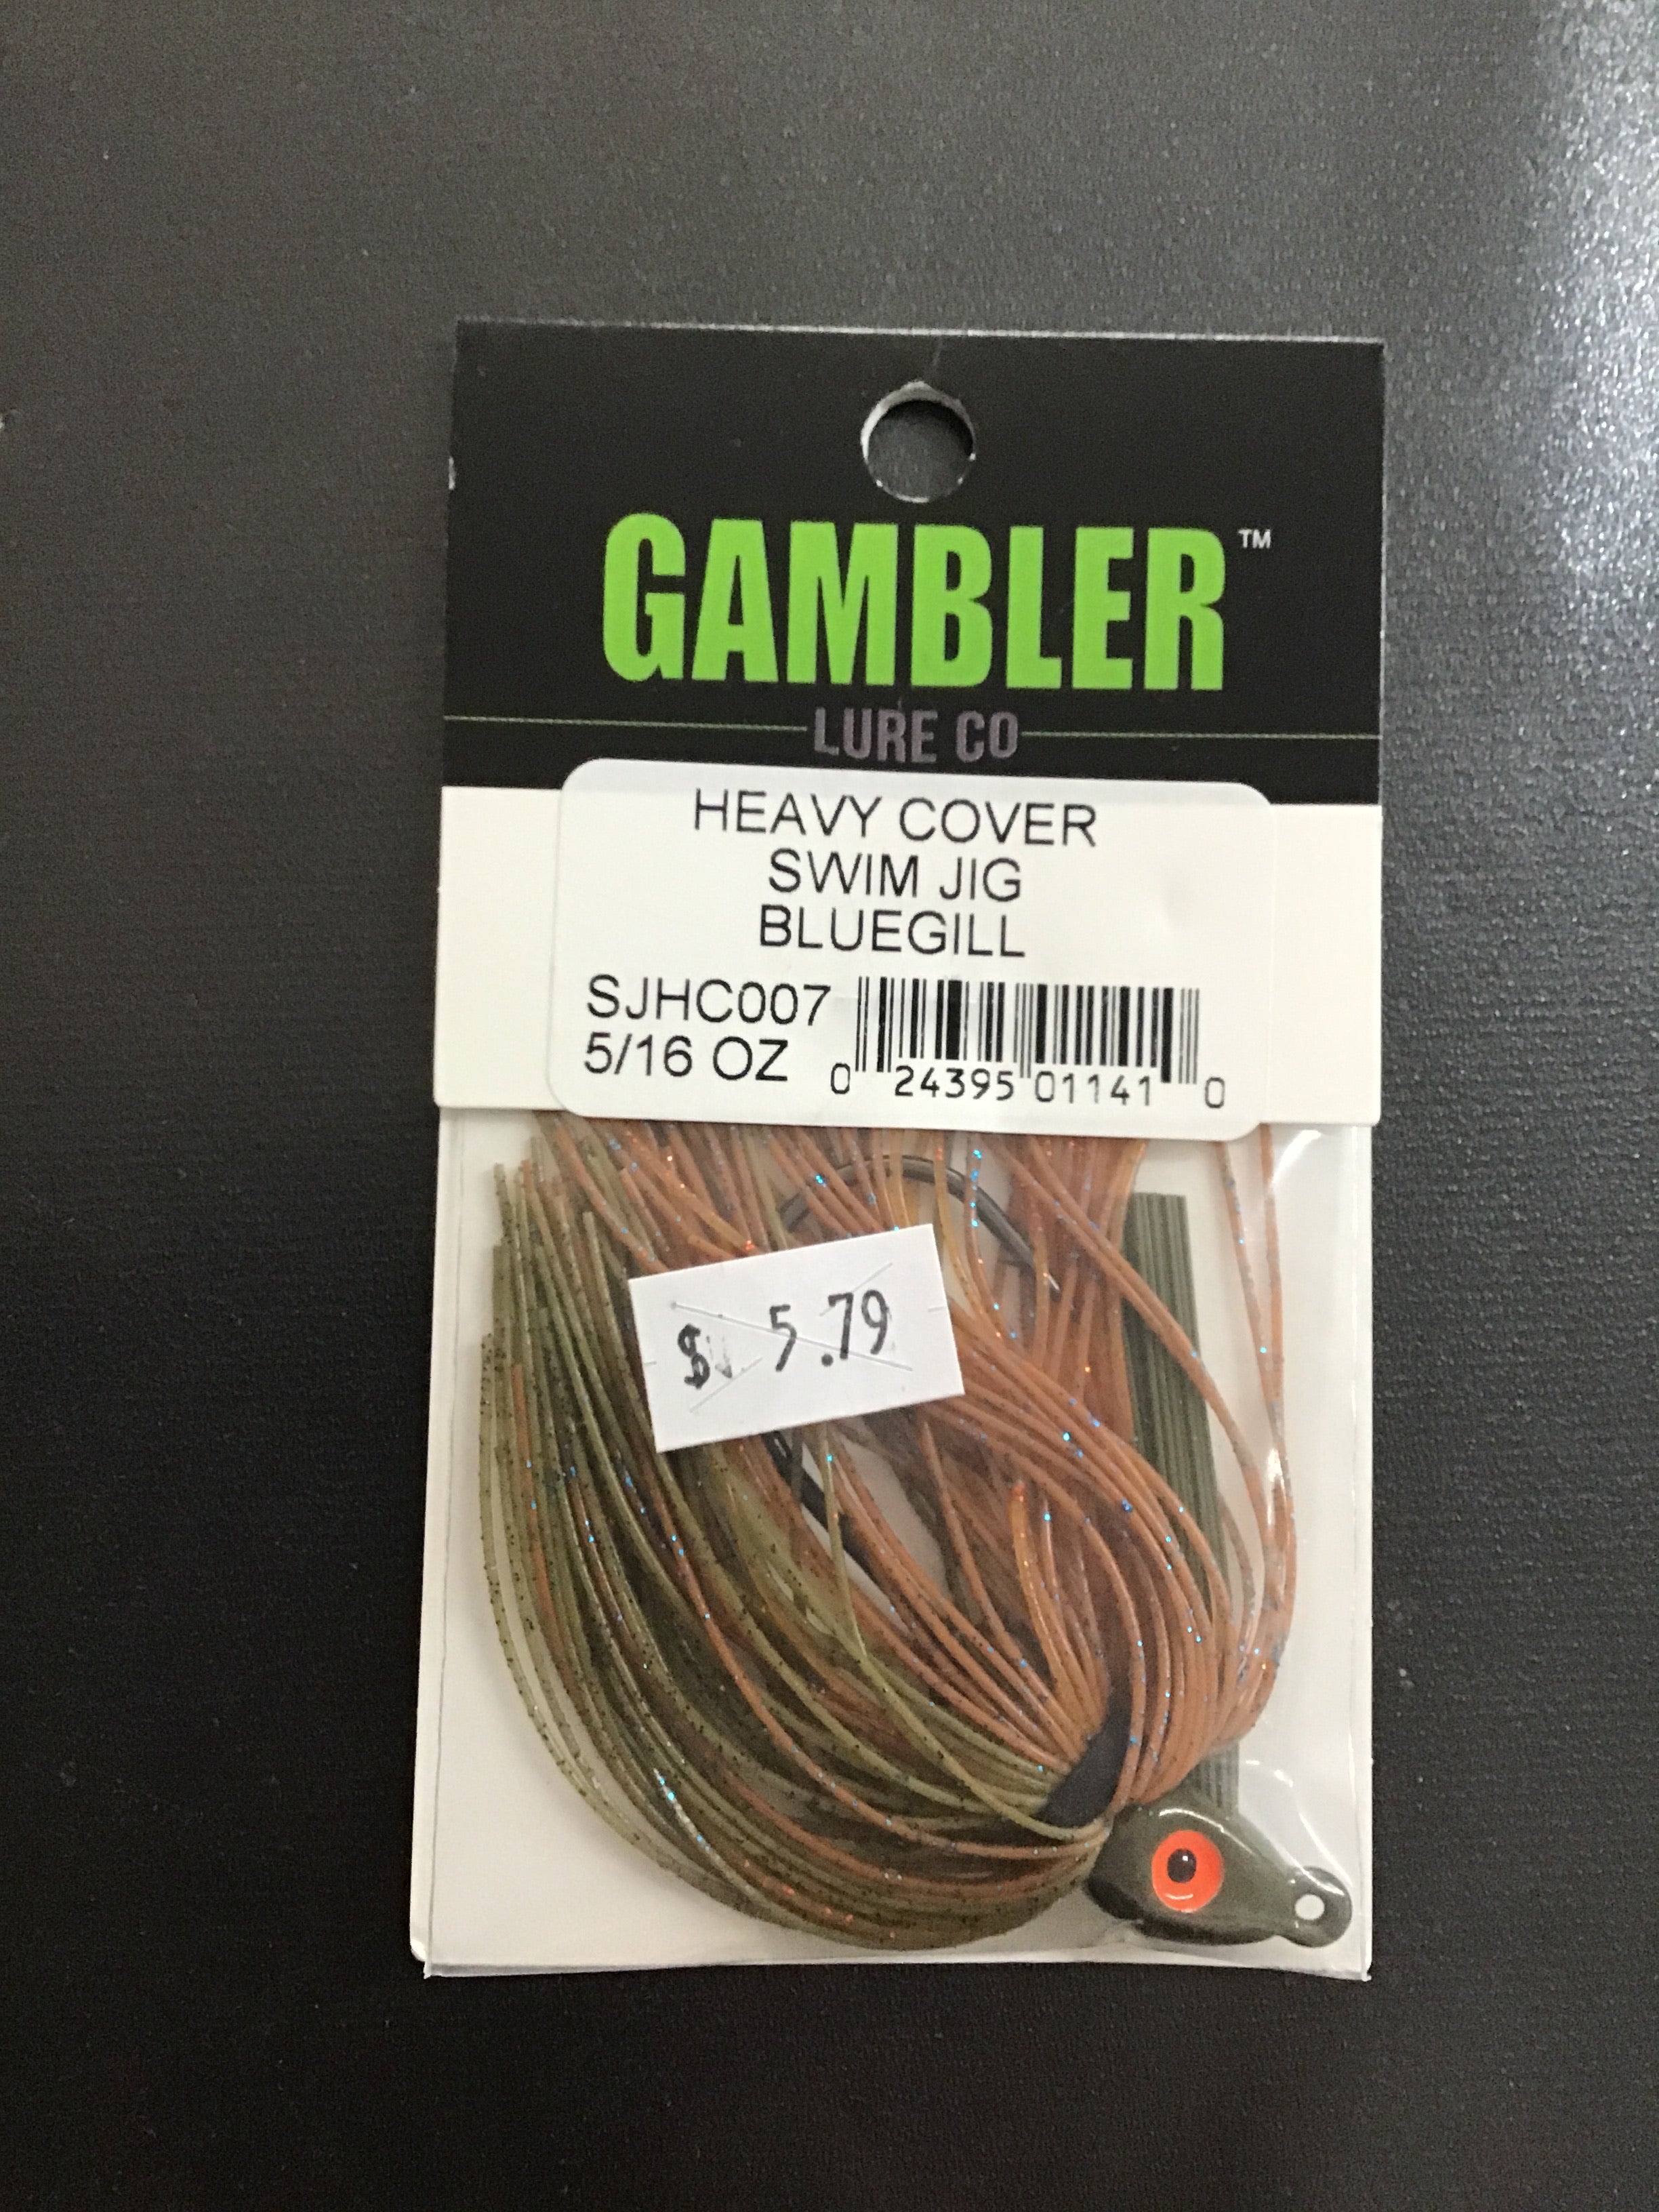 GAMBLER™
LURE CO
HEAVY COVER
SWIM JIG
BLUEGILL
SJHC007
5/16 OZ
0 24395 01141 0
$ 5.79